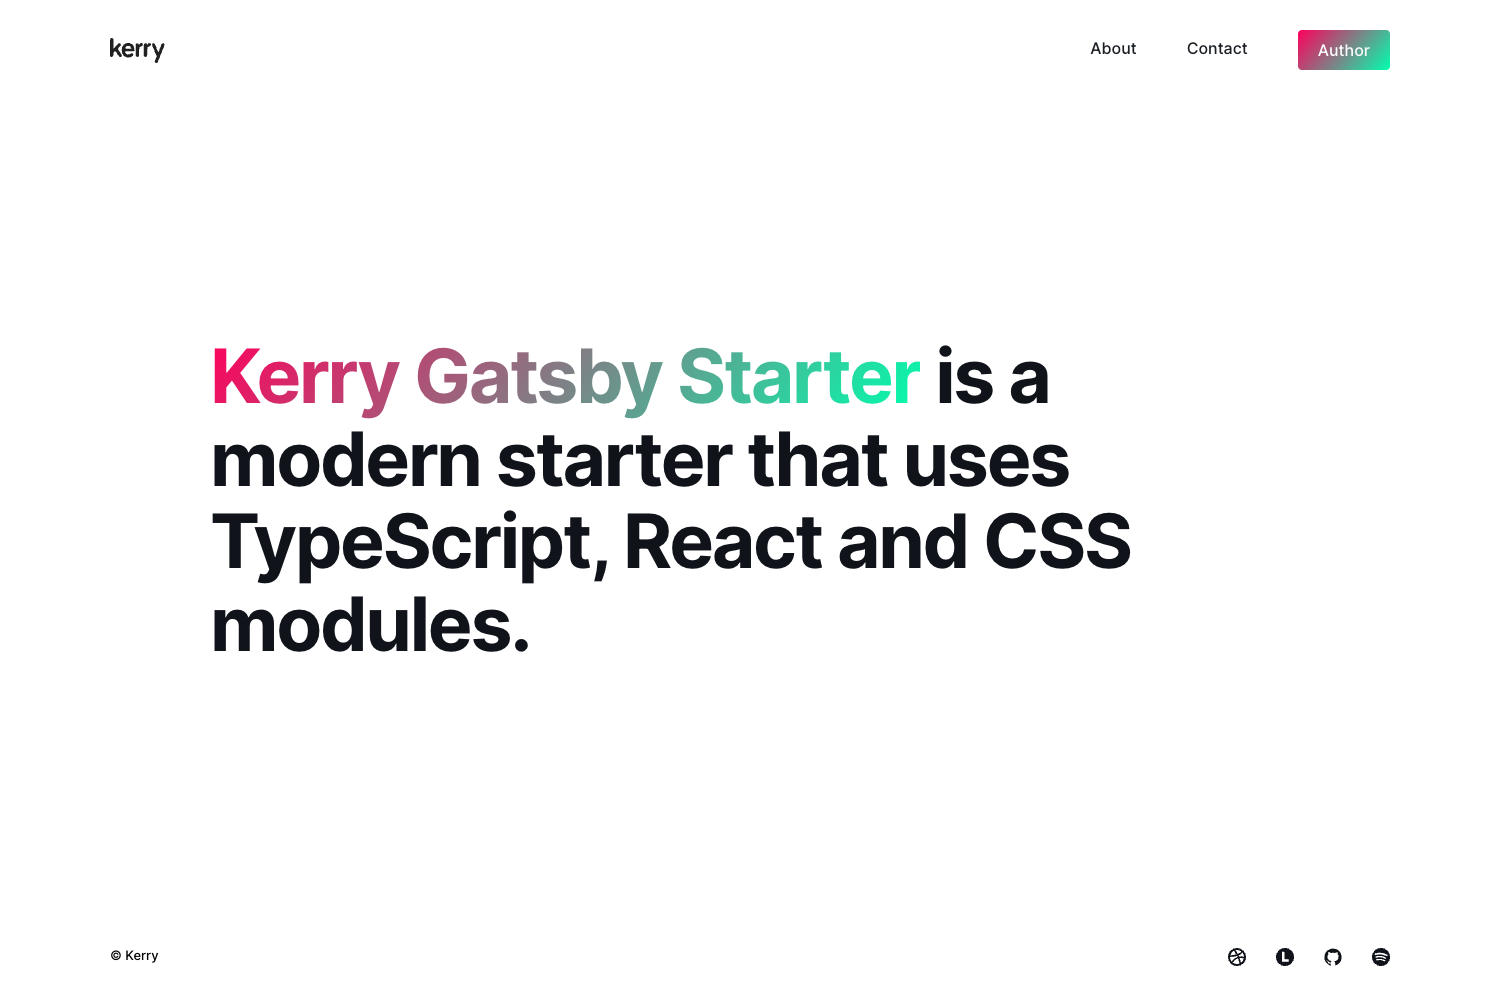 kerry
About
Contact
Author
Kerry Gatsby Starter is a
modern starter that uses
TypeScript, React and CSS
modules.
© Kerry